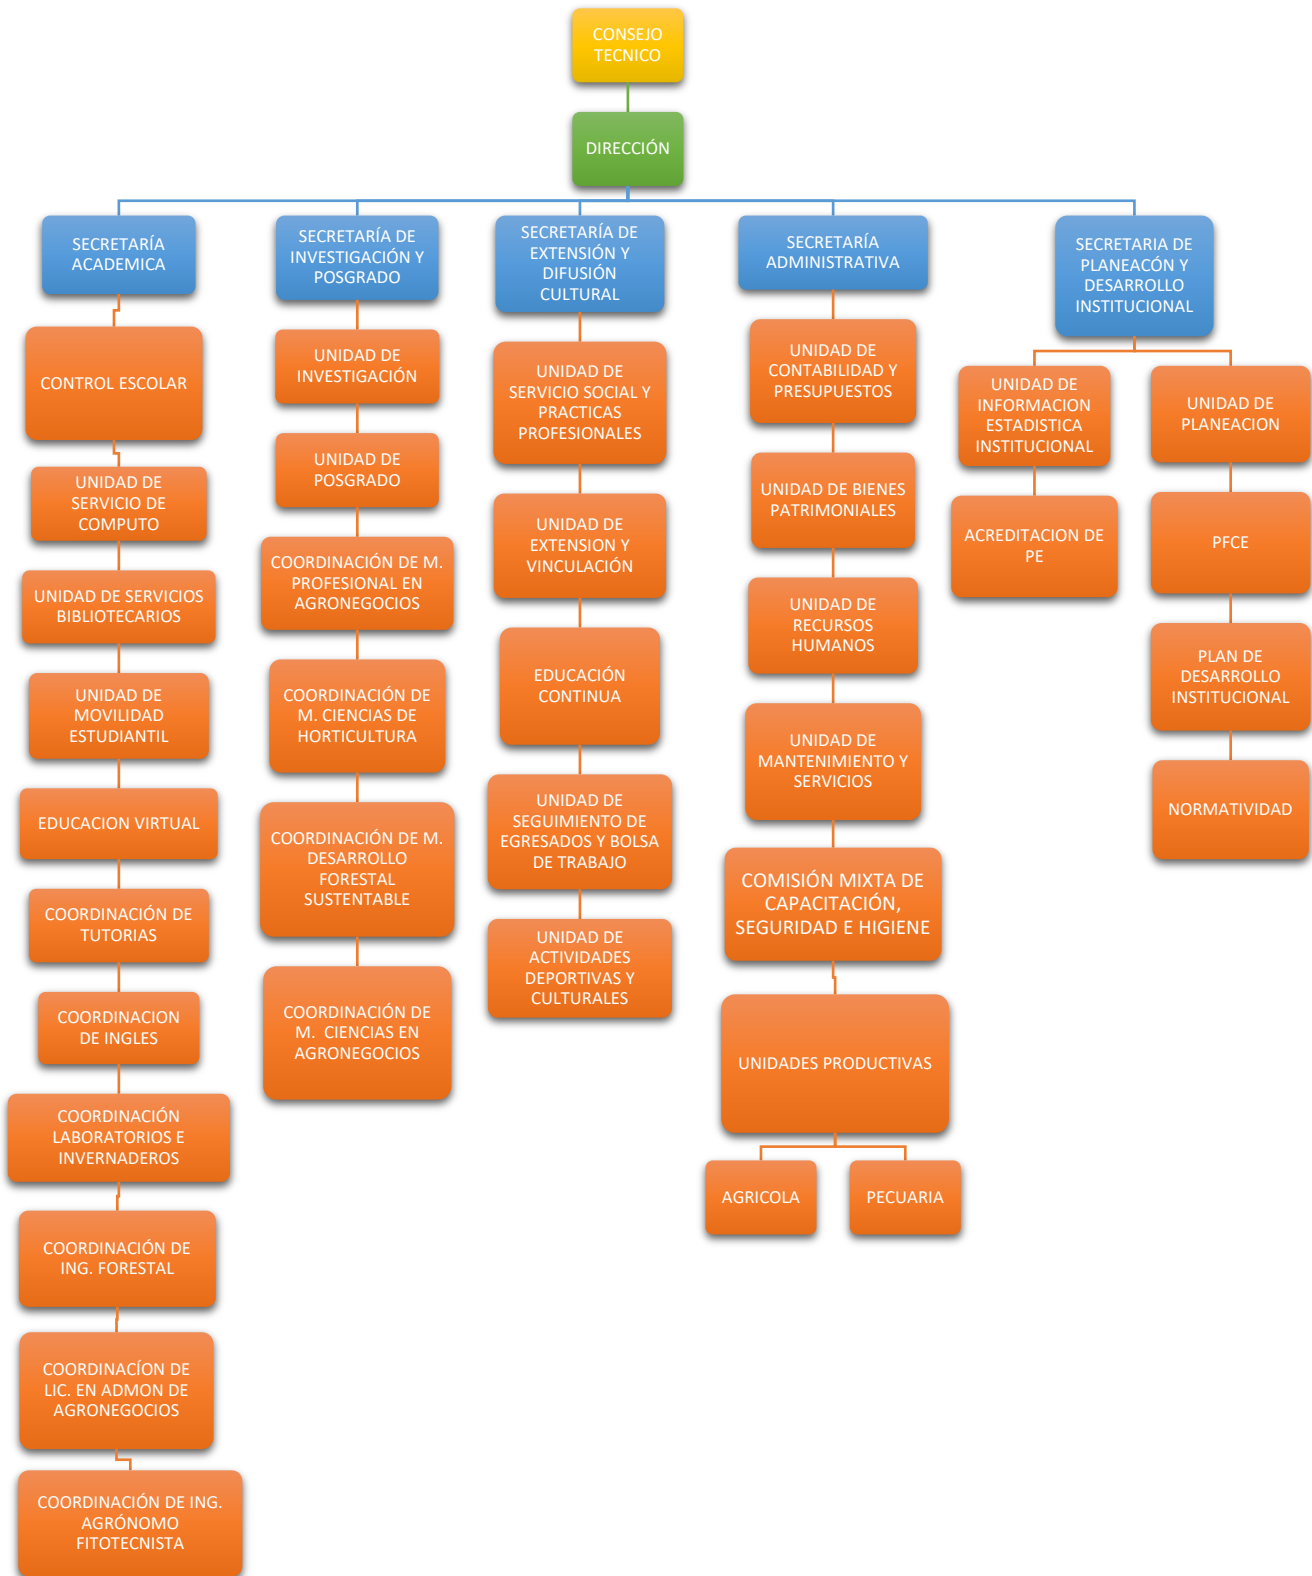 CONSEJO
TECNICO
DIRECCIÓN
SECRETARÍA
ACADEMICA
CONTROL ESCOLAR
UNIDAD DE
SERVICIO DE
COMPUTO
UNIDAD DE SERVICIOS
BIBLIOTECARIOS
UNIDAD DE
MOVILIDAD
ESTUDIANTIL
EDUCACION VIRTUAL
COORDINACIÓN DE
TUTORIAS
COORDINACION
DE INGLES
COORDINACIÓN
LABORATORIOS E
INVERNADEROS
COORDINACIÓN DE
ING. FORESTAL
COORDINACÍON DE
LIC. EN ADMON DE
AGRONEGOCIOS
COORDINACIÓN DE ING.
AGRÓNOMO
FITOTECNISTA
SECRETARÍA DE
INVESTIGACIÓN Y
POSGRADO
UNIDAD DE
INVESTIGACIÓN
UNIDAD DE
POSGRADO
COORDINACIÓN DE M.
PROFESIONAL EN
AGRONEGOCIOS
COORDINACIÓN DE
M. CIENCIAS DE
HORTICULTURA
COORDINACIÓN DE M.
DESARROLLO
FORESTAL
SUSTENTABLE
COORDINACIÓN DE
M. CIENCIAS EN
AGRONEGOCIOS
SECRETARÍA DE
EXTENSIÓN Y
DIFUSIÓN
CULTURAL
UNIDAD DE
SERVICIO SOCIAL Y
PRACTICAS
PROFESIONALES
UNIDAD DE
EXTENSION Y
VINCULACIÓN
EDUCACIÓN
CONTINUA
UNIDAD DE
SEGUIMIENTO DE
EGRESADOS Y BOLSA
DE TRABAJO
UNIDAD DE
ACTIVIDADES
DEPORTIVAS Y
CULTURALES
SECRETARÍA
ADMINISTRATIVA
UNIDAD DE
CONTABILIDAD Y
PRESUPUESTOS
UNIDAD DE BIENES
PATRIMONIALES
UNIDAD DE
RECURSOS
HUMANOS
UNIDAD DE
MANTENIMIENTO Y
SERVICIOS
COMISIÓN MIXTA DE
CAPACITACIÓN,
SEGURIDAD E HIGIENE
UNIDADES PRODUCTIVAS
AGRICOLA
PECUARIA
SECRETARIA DE
PLANEACÓN Y
DESARROLLO
INSTITUCIONAL
UNIDAD DE
INFORMACION
ESTADISTICA
INSTITUCIONAL
ACREDITACION DE
PE
UNIDAD DE
PLANEACION
PFCE
PLAN DE
DESARROLLO
INSTITUCIONAL
NORMATIVIDAD